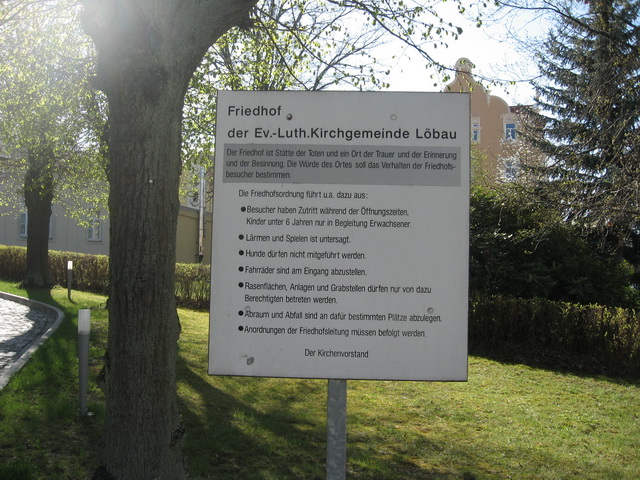 Friedhof
der Ev.-Luth.Kirchgemeinde Löbau
Der Friedhof ist Stätte der Toten und ein Ort der Trauer und der Erinnerung
und der Besinnung. Die Würde des Ortes soll das Verhalten der Friedhofs-
besucher bestimmen.
Die Friedhofsordnung führt u.a. dazu aus:
● Besucher haben Zutritt während der Öffnungszeiten,
Kinder unter 6 Jahren nur in Begleitung Erwachsener.
● Lärmen und Spielen ist untersagt.
● Hunde dürfen nicht mitgeführt werden.
● Fahrräder sind am Eingang abzustellen.
● Rasenflächen, Anlagen und Grabstellen dürfen nur von dazu
Berechtigten betreten werden.
● Abraum und Abfall sind an dafür bestimmten Plätze abzulegen.
● Anordnungen der Friedhofsleitung müssen befolgt werden.
Der Kirchenvorstand